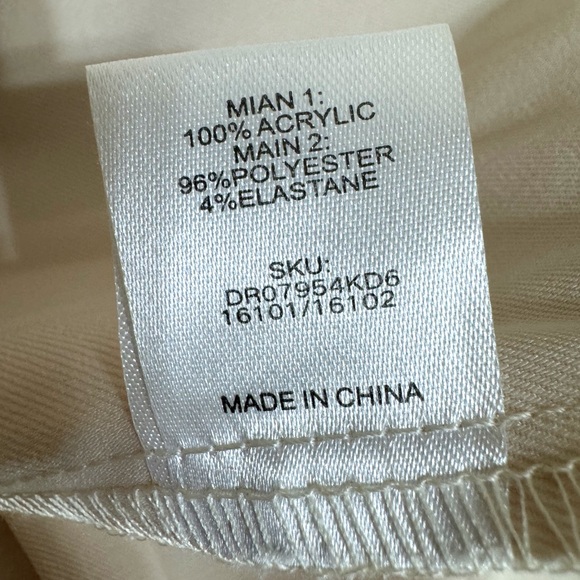 MIAN 1:
100% ACRYLIC
MAIN 2:
96%POLYESTER
4%ELASTANE
SKU:
DR07954KD6
16101/16102
MADE IN CHINA